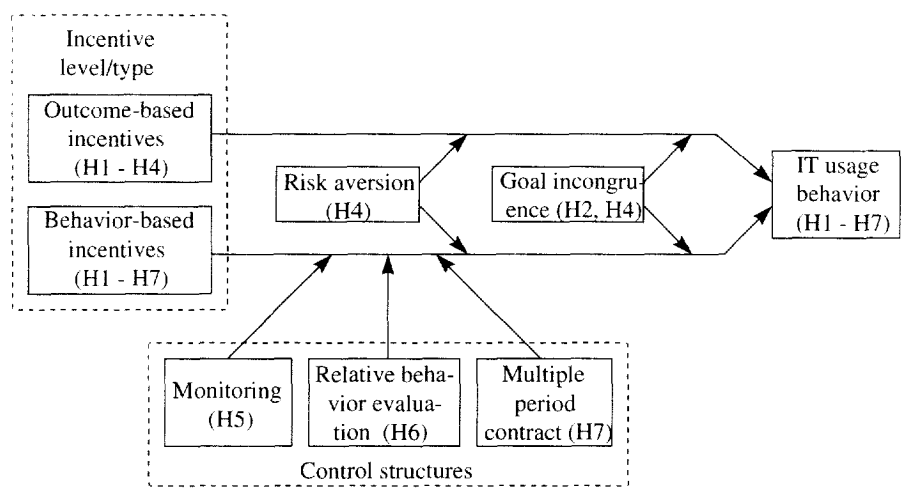 Incentive
level/type
Outcome-based
incentives
(H1 - H4)
Behavior-based
incentives
(H1 - H7)
Risk aversion
(H4)
Goal incongru-
ence (H2, H4)
IT usage
behavior
(H1 - H7)
Monitoring
(H5)
Relative beha-
vior evalua-
tion (H6)
Multiple
period
contract (H7)
Control structures